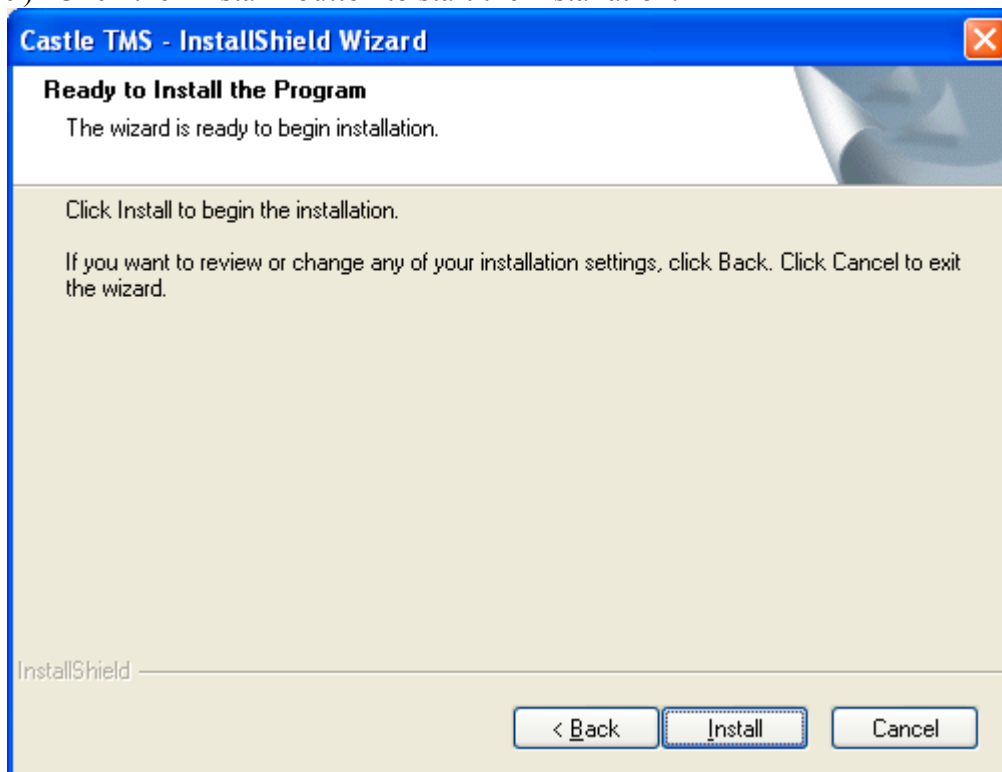 Castle TMS - InstallShield Wizard
Ready to Install the Program
The wizard is ready to begin installation.
Click Install to begin the installation.
If you want to review or change any of your installation settings, click Back. Click Cancel to exit
the wizard.
InstallShield
< Back Install Cancel